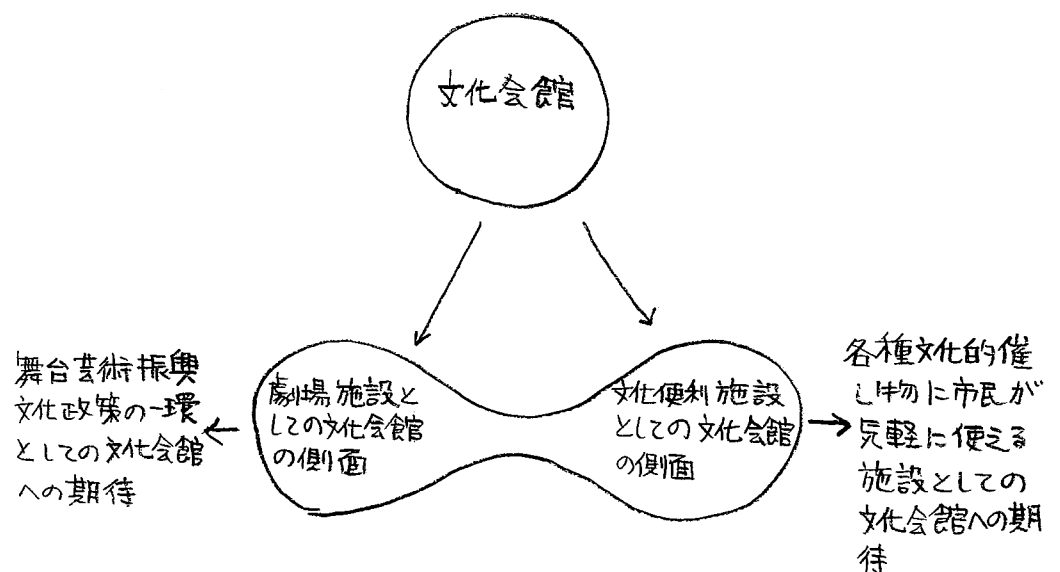 文化会館
舞台芸術振興
文化政策の一環
としての文化会館
への期待
劇場施設と
しての文化会館
の側面
文化便利施設
としての文化会館
の側面
各種文化的催
し物に市民が
気軽に使える
施設としての
文化会館への期
待